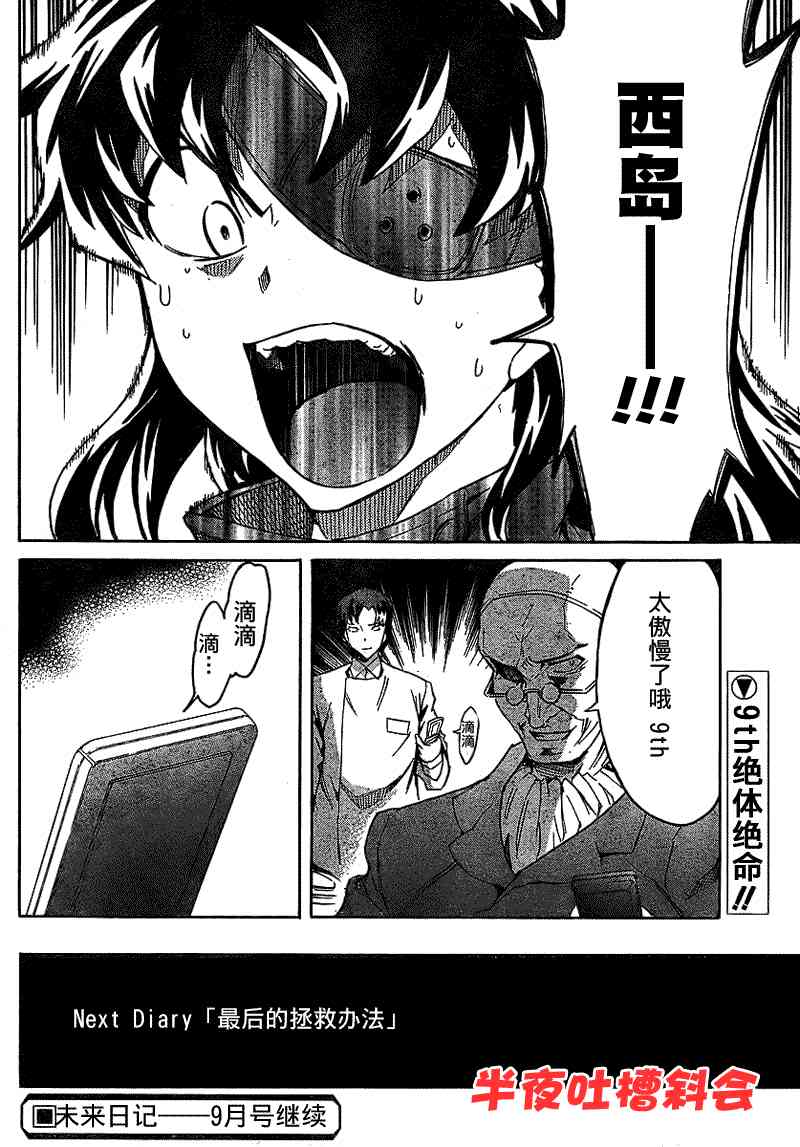 西岛——!!!
太傲慢了哦 9th
滴滴
滴滴
滴…
▼9th绝体绝命!!
Next Diary「最后的拯救办法」
■未来日记——9月号继续
半夜吐槽斜会